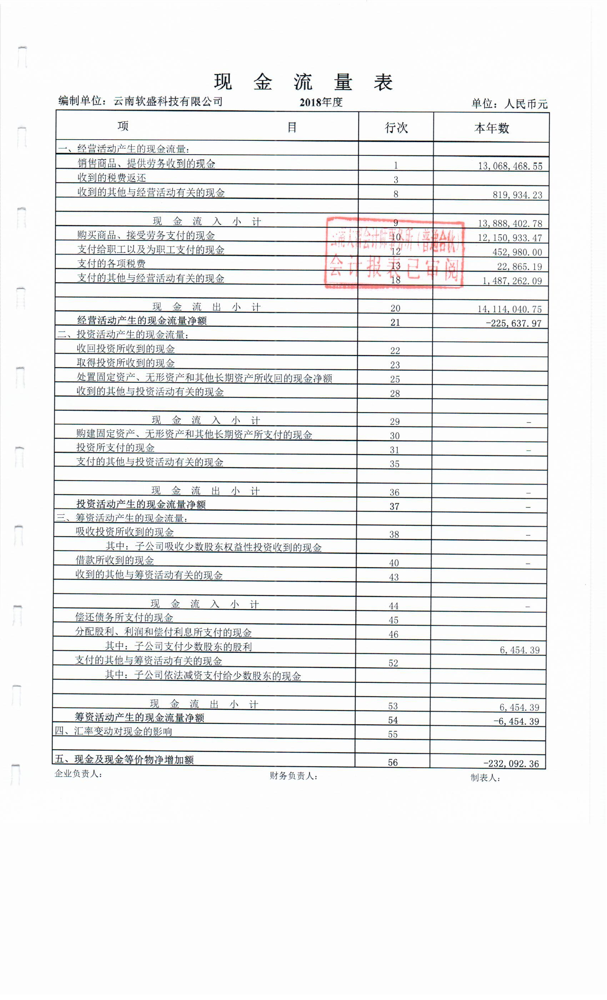 现金流量表
编制单位：云南软盛科技有限公司 2018年度 单位：人民币元
项目 行次 本年数
一、经营活动产生的现金流量：
销售商品、提供劳务收到的现金 1 13,068,468.55
收到的税费返还 3
收到的其他与经营活动有关的现金 8 819,934.23
现金流入小计 9 13,888,402.78
购买商品、接受劳务支付的现金 10 12,150,933.47
支付给职工以及为职工支付的现金 12 452,980.00
支付的各项税费 13 22,865.19
支付的其他与经营活动有关的现金 18 1,487,262.09
会计师事务所（普通合伙）
会计报表已审阅
现金流出小计 20 14,114,040.75
经营活动产生的现金流量净额 21 -225,637.97
二、投资活动产生的现金流量：
收回投资所收到的现金 22
取得投资所收到的现金 23
处置固定资产、无形资产和其他长期资产所收回的现金净额 25
收到的其他与投资活动有关的现金 28
现金流入小计 29 -
购建固定资产、无形资产和其他长期资产所支付的现金 30
投资所支付的现金 31 -
支付的其他与投资活动有关的现金 35
现金流出小计 36 -
投资活动产生的现金流量净额 37 -
三、筹资活动产生的现金流量：
吸收投资所收到的现金 38 -
其中：子公司吸收少数股东权益性投资收到的现金
借款所收到的现金 40 -
收到的其他与筹资活动有关的现金 43
现金流入小计 44 -
偿还债务所支付的现金 45
分配股利、利润和偿付利息所支付的现金 46
其中：子公司支付少数股东的股利 6,454.39
支付的其他与筹资活动有关的现金 52
其中：子公司依法减资支付给少数股东的现金
现金流出小计 53 6,454.39
筹资活动产生的现金流量净额 54 -6,454.39
四、汇率变动对现金的影响 55
五、现金及现金等价物净增加额 56 -232,092.36
企业负责人： 财务负责人： 制表人：